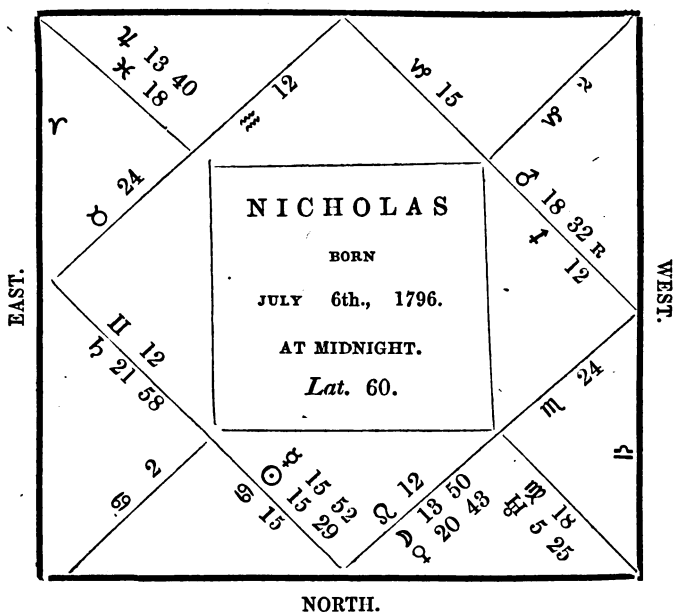 ♃ 13 40
♓ 18
♒ 12
♈
♉ 24
♑ 15
♑ 2
♂ 18 32 R
♐ 12
EAST.
WEST.
NICHOLAS
BORN
JULY 6th., 1796.
AT MIDNIGHT.
Lat. 60.
♊ 12
♄ 21 58
♋ 2
☿ 15 52
☉ 15 29
♋ 15
♌ 12
☽ 13 50
♀ 20 43
♏ 24
♎
♍ 18
♅ 5 25
NORTH.